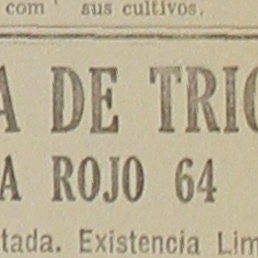 com sus cultivos.
A DE TRIG
A ROJO 64
tada. Existencia Lim